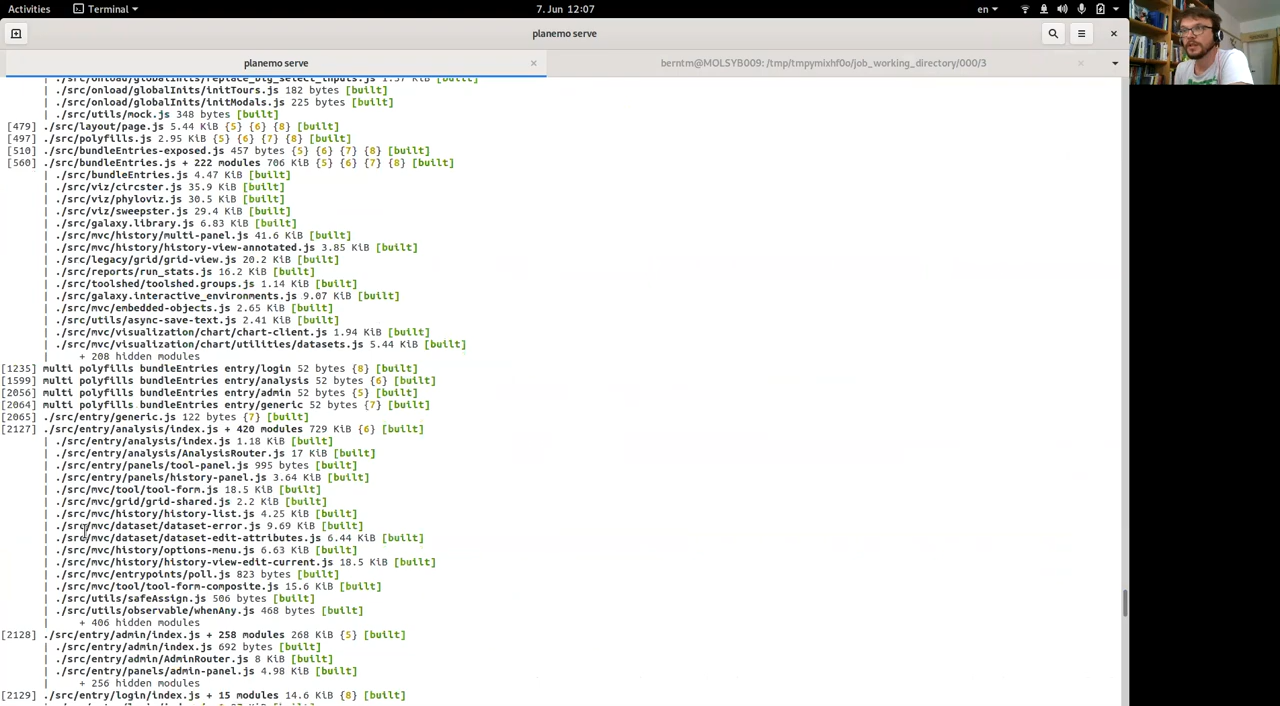 Activities Terminal 7. Jun 12:07 en
planemo serve
planemo serve berntm@MOLSYB009: /tmp/tmpymixhf0o/job_working_directory/000/3
| ./src/onload/globalInits/replace_big_select_inputs.js 1.37 KiB [built]
| ./src/onload/globalInits/initTours.js 182 bytes [built]
| ./src/onload/globalInits/initModals.js 225 bytes [built]
| ./src/utils/mock.js 348 bytes [built]
[479] ./src/layout/page.js 5.44 KiB {5} {6} {8} [built]
[497] ./src/polyfills.js 2.95 KiB {5} {6} {7} {8} [built]
[510] ./src/bundleEntries-exposed.js 457 bytes {5} {6} {7} {8} [built]
[560] ./src/bundleEntries.js + 222 modules 706 KiB {5} {6} {7} {8} [built]
| ./src/bundleEntries.js 4.47 KiB [built]
| ./src/viz/circster.js 35.9 KiB [built]
| ./src/viz/phyloviz.js 30.5 KiB [built]
| ./src/viz/sweepster.js 29.4 KiB [built]
| ./src/galaxy.library.js 6.83 KiB [built]
| ./src/mvc/history/multi-panel.js 41.6 KiB [built]
| ./src/mvc/history/history-view-annotated.js 3.85 KiB [built]
| ./src/legacy/grid/grid-view.js 20.2 KiB [built]
| ./src/reports/run_stats.js 16.2 KiB [built]
| ./src/toolshed/toolshed.groups.js 1.14 KiB [built]
| ./src/galaxy.interactive_environments.js 9.07 KiB [built]
| ./src/mvc/embedded-objects.js 2.65 KiB [built]
| ./src/utils/async-save-text.js 2.41 KiB [built]
| ./src/mvc/visualization/chart/chart-client.js 1.94 KiB [built]
| ./src/mvc/visualization/chart/utilities/datasets.js 5.44 KiB [built]
| + 208 hidden modules
[1235] multi polyfills bundleEntries entry/login 52 bytes {8} [built]
[1599] multi polyfills bundleEntries entry/analysis 52 bytes {6} [built]
[2056] multi polyfills bundleEntries entry/admin 52 bytes {5} [built]
[2064] multi polyfills bundleEntries entry/generic 52 bytes {7} [built]
[2065] ./src/entry/generic.js 122 bytes {7} [built]
[2127] ./src/entry/analysis/index.js + 420 modules 729 KiB {6} [built]
| ./src/entry/analysis/index.js 1.18 KiB [built]
| ./src/entry/analysis/AnalysisRouter.js 17 KiB [built]
| ./src/entry/panels/tool-panel.js 995 bytes [built]
| ./src/entry/panels/history-panel.js 3.64 KiB [built]
| ./src/mvc/tool/tool-form.js 18.5 KiB [built]
| ./src/mvc/grid/grid-shared.js 2.2 KiB [built]
| ./src/mvc/history/history-list.js 4.25 KiB [built]
| ./src/mvc/dataset/dataset-error.js 9.69 KiB [built]
| ./src/mvc/dataset/dataset-edit-attributes.js 6.44 KiB [built]
| ./src/mvc/history/options-menu.js 6.63 KiB [built]
| ./src/mvc/history/history-view-edit-current.js 18.5 KiB [built]
| ./src/mvc/entrypoints/poll.js 823 bytes [built]
| ./src/mvc/tool/tool-form-composite.js 15.6 KiB [built]
| ./src/utils/safeAssign.js 506 bytes [built]
| ./src/utils/observable/whenAny.js 468 bytes [built]
| + 406 hidden modules
[2128] ./src/entry/admin/index.js + 258 modules 268 KiB {5} [built]
| ./src/entry/admin/index.js 692 bytes [built]
| ./src/entry/admin/AdminRouter.js 8 KiB [built]
| ./src/entry/panels/admin-panel.js 4.98 KiB [built]
| + 256 hidden modules
[2129] ./src/entry/login/index.js + 15 modules 14.6 KiB {8} [built]